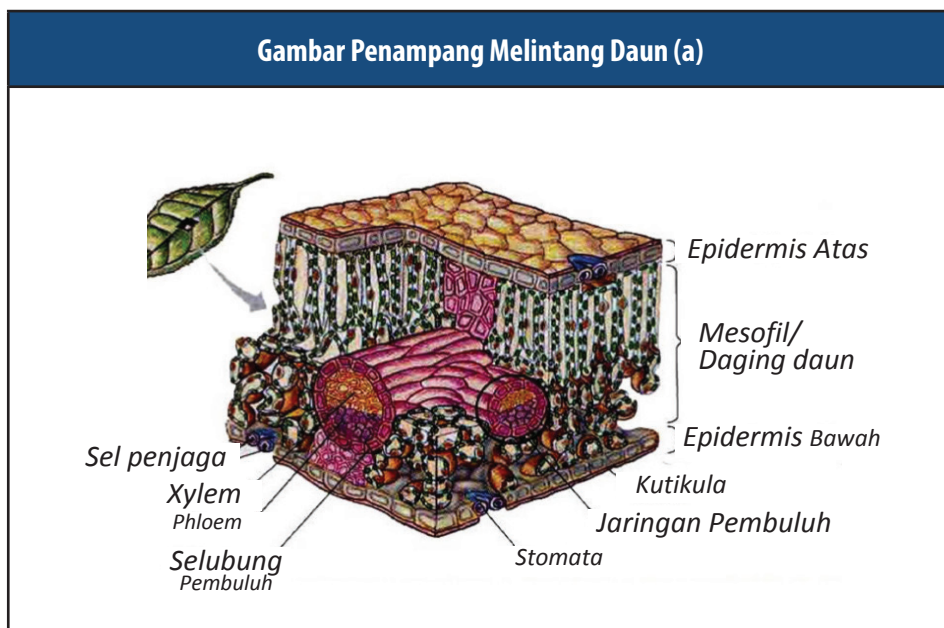 Gambar Penampang Melintang Daun (a)
Epidermis Atas
Mesofil/
Daging daun
Epidermis Bawah
Sel penjaga
Kutikula
Xylem
Phloem
Jaringan Pembuluh
Selubung
Pembuluh
Stomata